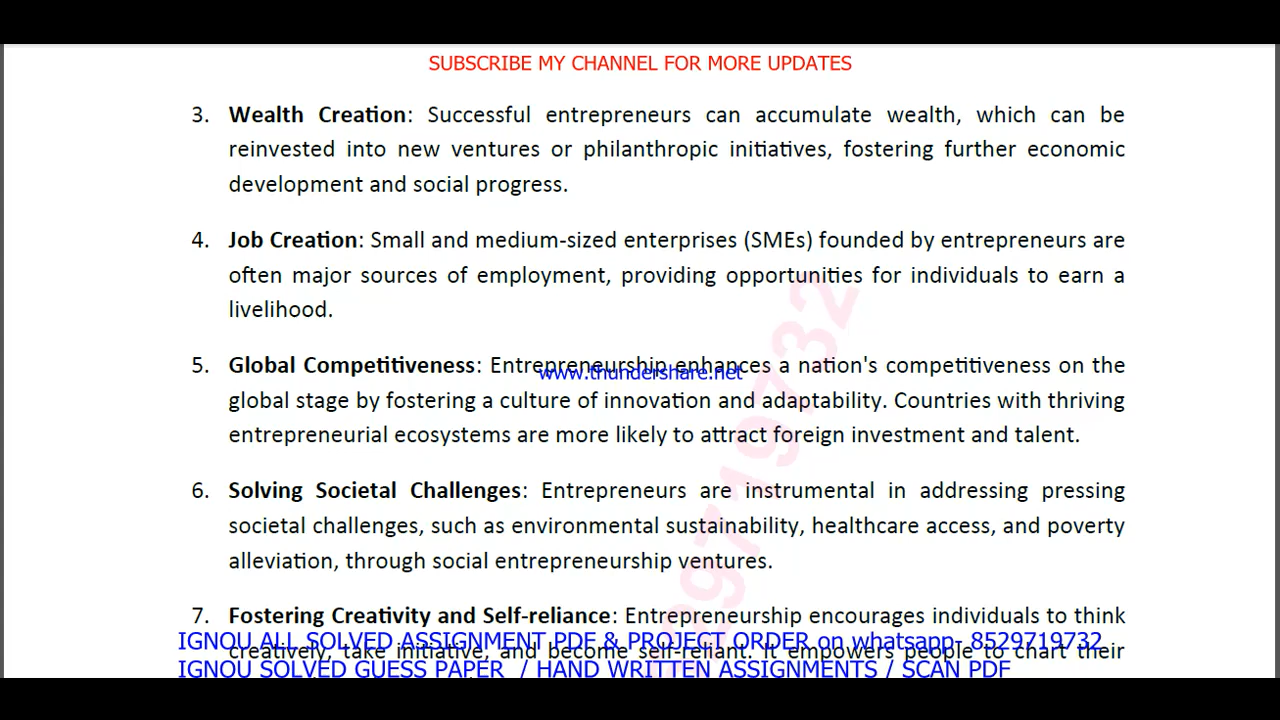 SUBSCRIBE MY CHANNEL FOR MORE UPDATES
3. Wealth Creation: Successful entrepreneurs can accumulate wealth, which can be
reinvested into new ventures or philanthropic initiatives, fostering further economic
development and social progress.
4. Job Creation: Small and medium-sized enterprises (SMEs) founded by entrepreneurs are
often major sources of employment, providing opportunities for individuals to earn a
livelihood.
5. Global Competitiveness: Entrepreneurship enhances a nation's competitiveness on the
www.thundershare.net
global stage by fostering a culture of innovation and adaptability. Countries with thriving
entrepreneurial ecosystems are more likely to attract foreign investment and talent.
6. Solving Societal Challenges: Entrepreneurs are instrumental in addressing pressing
societal challenges, such as environmental sustainability, healthcare access, and poverty
alleviation, through social entrepreneurship ventures.
7. Fostering Creativity and Self-reliance: Entrepreneurship encourages individuals to think
IGNOU ALL SOLVED ASSIGNMENT PDF & PROJECT ORDER on whatsapp- 8529719732
creatively, take initiative, and become self-reliant. It empowers people to chart their
IGNOU SOLVED GUESS PAPER / HAND WRITTEN ASSIGNMENTS / SCAN PDF